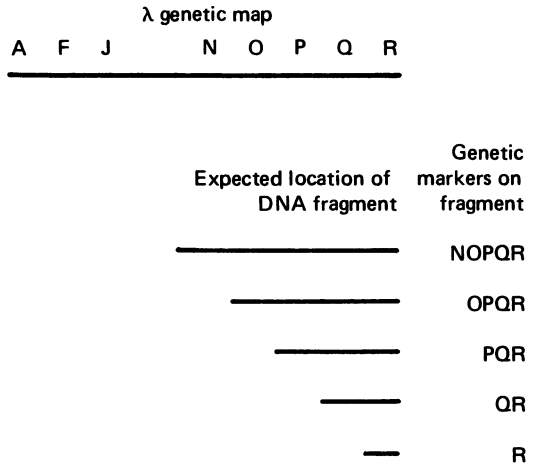 λ genetic map
A F J N O P Q R
Genetic
Expected location of markers on
DNA fragment fragment
NOPQR
OPQR
PQR
QR
R